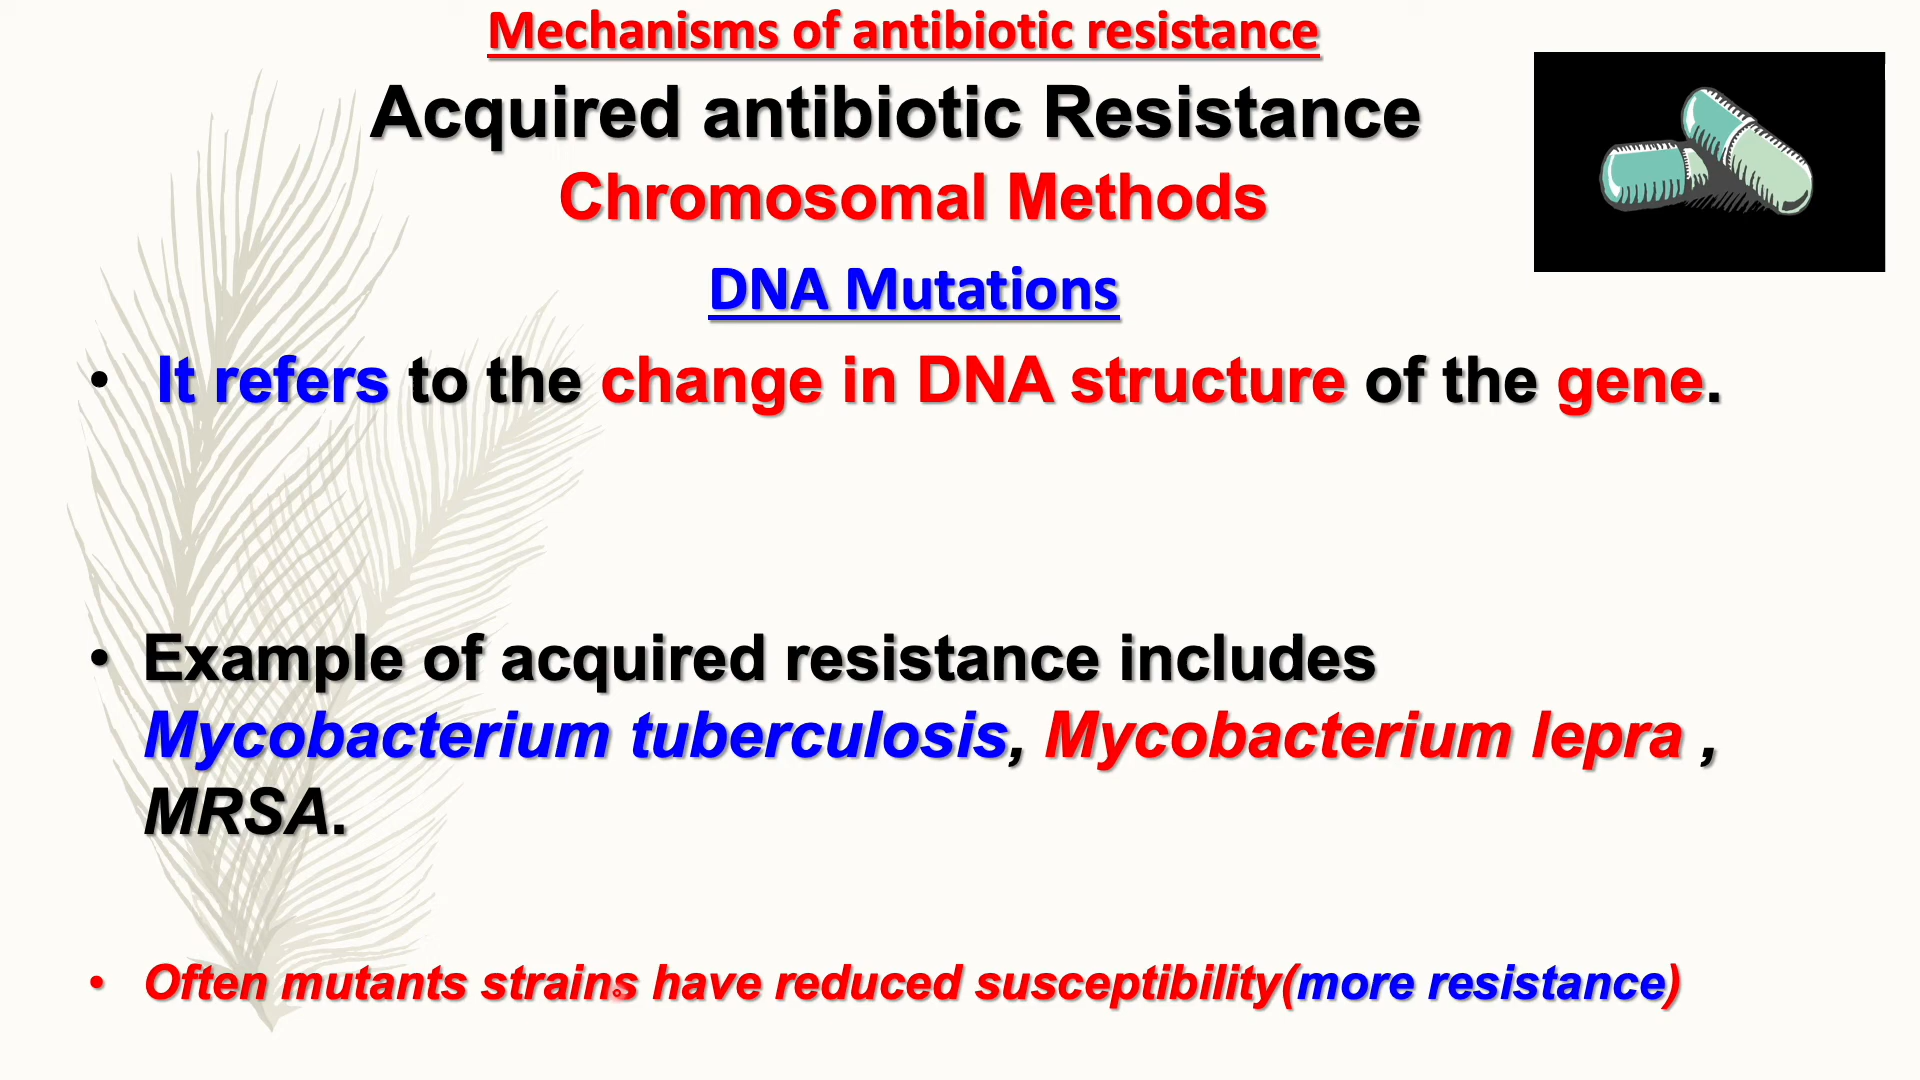 Mechanisms of antibiotic resistance
Acquired antibiotic Resistance
Chromosomal Methods
DNA Mutations
• It refers to the change in DNA structure of the gene.
• Example of acquired resistance includes
Mycobacterium tuberculosis, Mycobacterium lepra ,
MRSA.
• Often mutants strains have reduced susceptibility(more resistance)